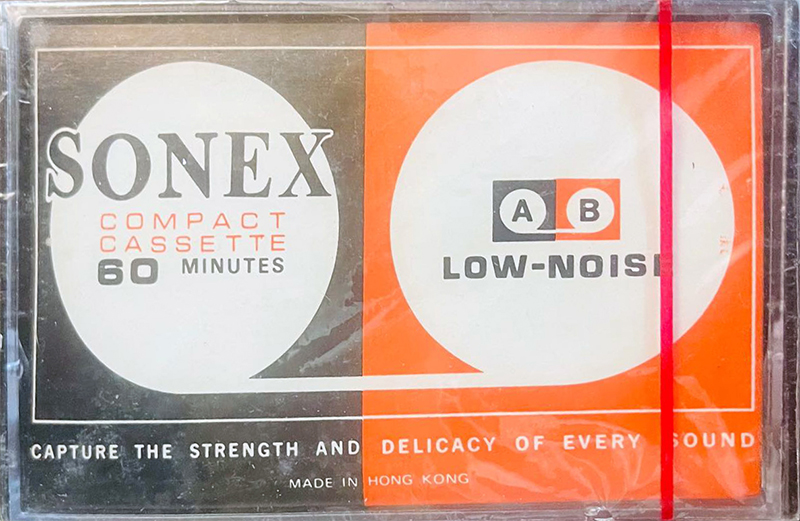 SONEX
COMPACT
CASSETTE
60 MINUTES
A B
LOW-NOISE
CAPTURE THE STRENGTH AND DELICACY OF EVERY SOUND
MADE IN HONG KONG